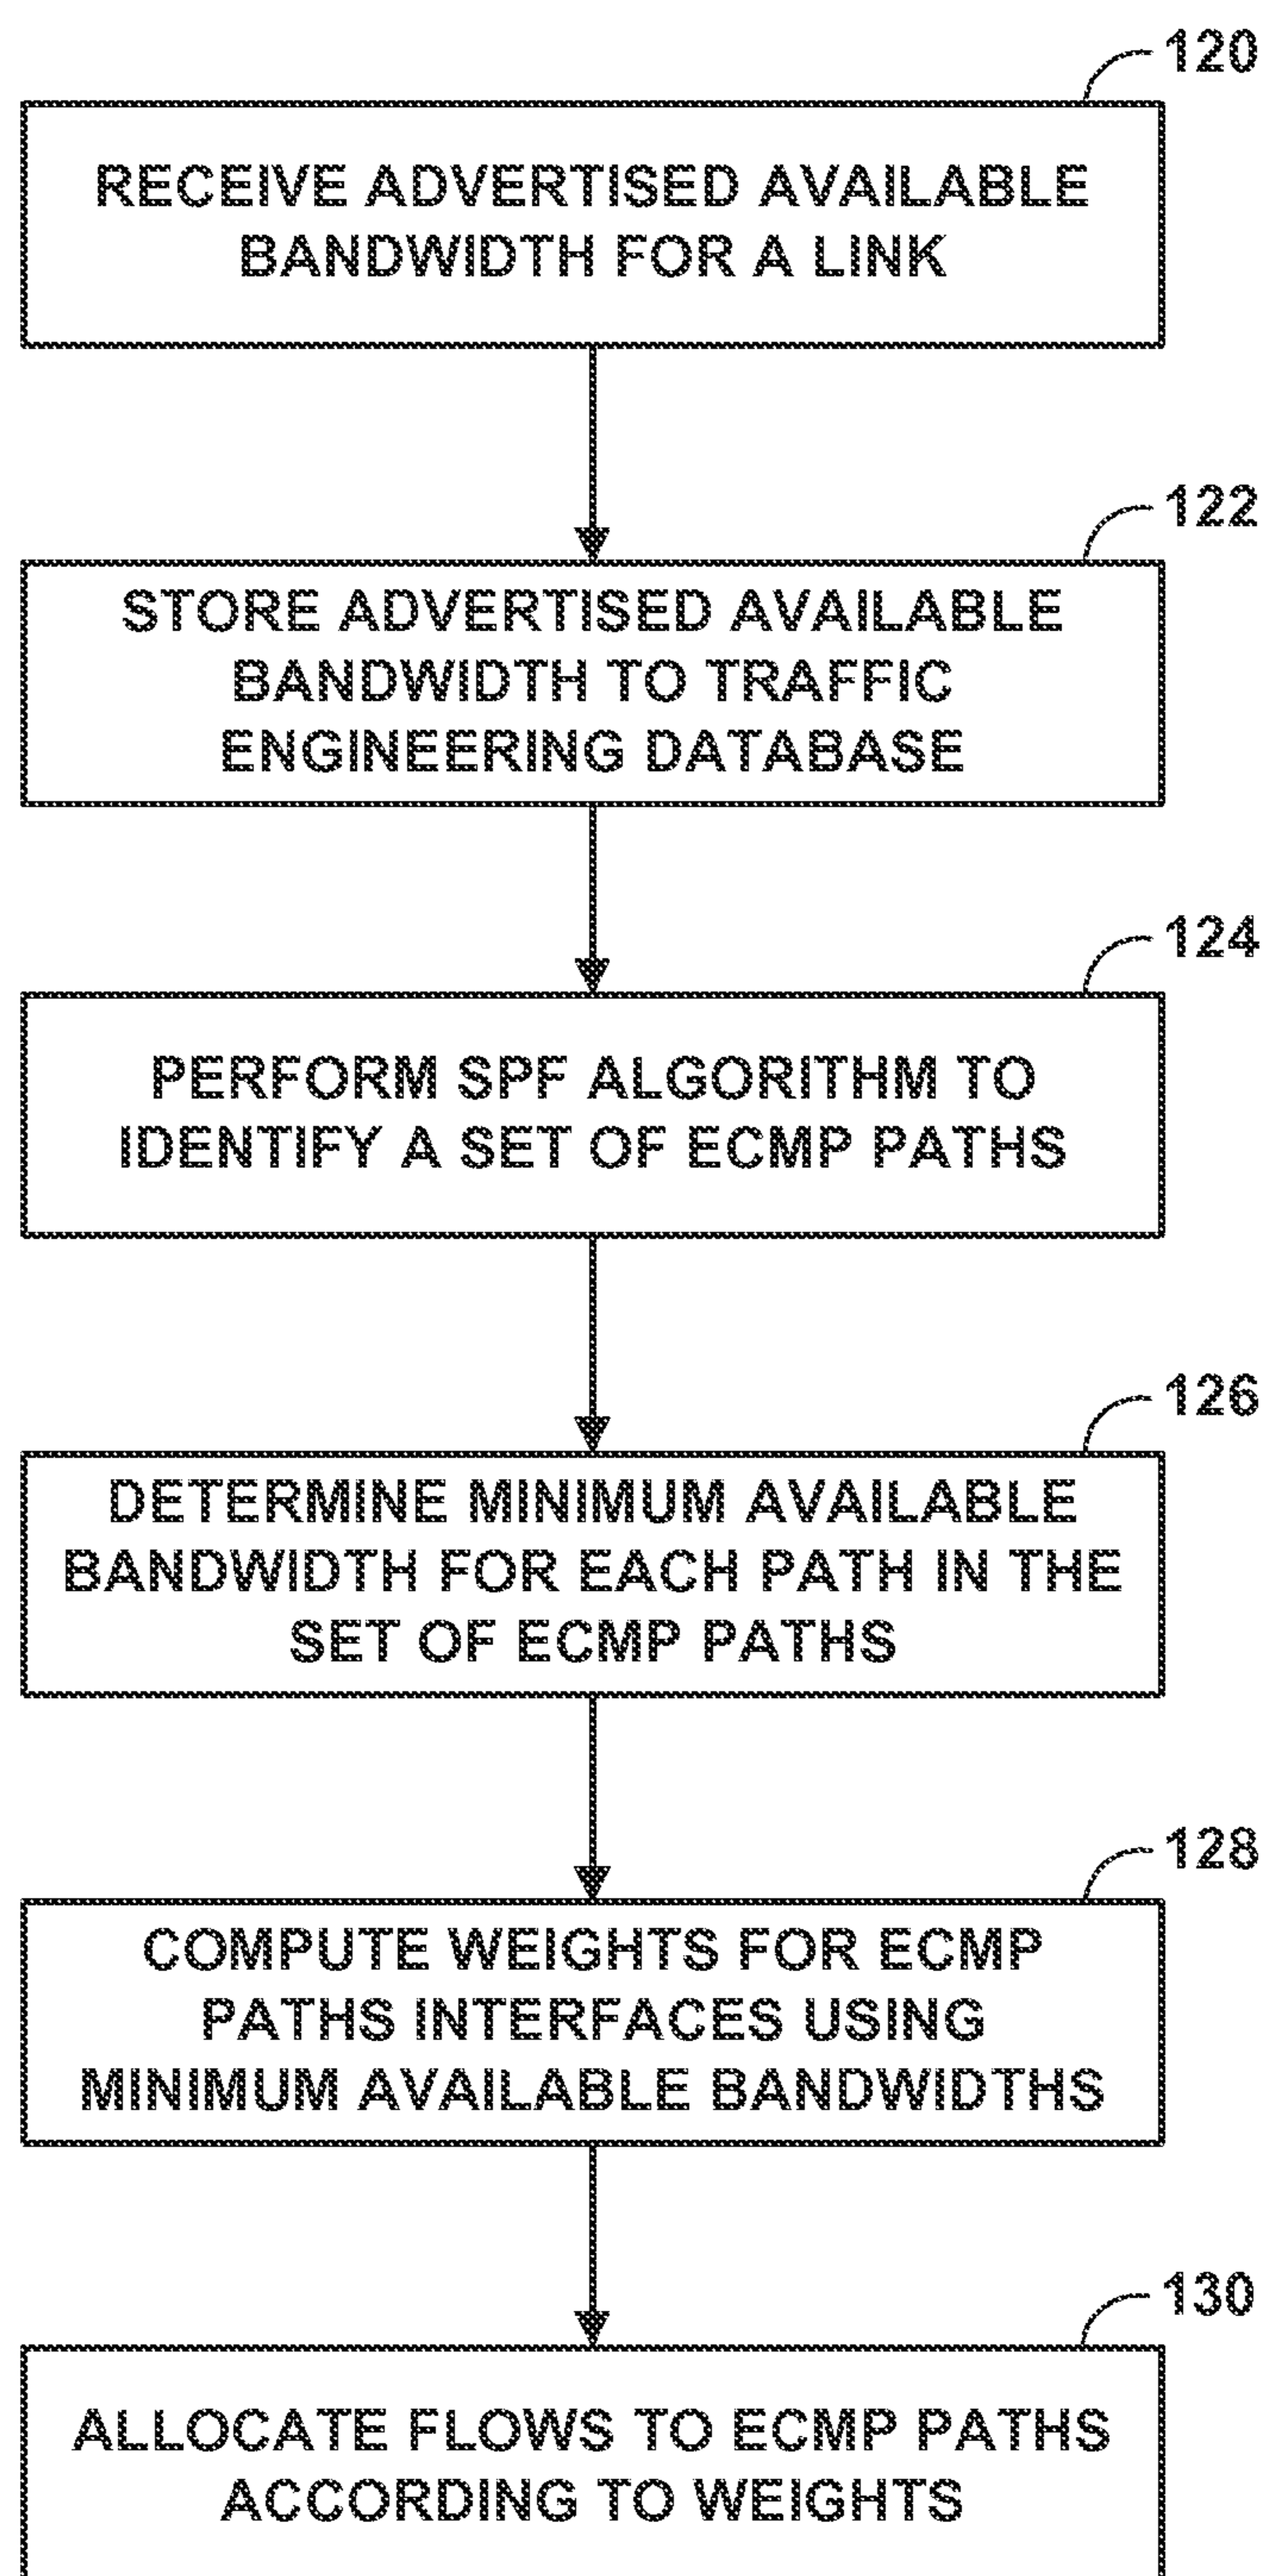 120
RECEIVE ADVERTISED AVAILABLE
BANDWIDTH FOR A LINK
122
STORE ADVERTISED AVAILABLE
BANDWIDTH TO TRAFFIC
ENGINEERING DATABASE
124
PERFORM SPF ALGORITHM TO
IDENTIFY A SET OF ECMP PATHS
126
DETERMINE MINIMUM AVAILABLE
BANDWIDTH FOR EACH PATH IN THE
SET OF ECMP PATHS
128
COMPUTE WEIGHTS FOR ECMP
PATHS INTERFACES USING
MINIMUM AVAILABLE BANDWIDTHS
130
ALLOCATE FLOWS TO ECMP PATHS
ACCORDING TO WEIGHTS